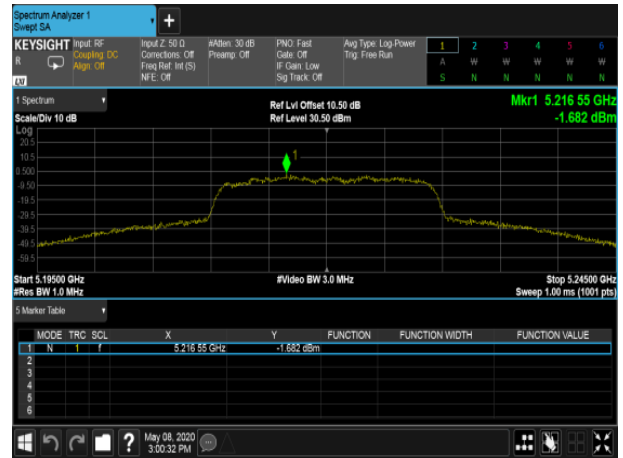 Spectrum Analyzer 1
Swept SA
+
KEYSIGHT Input: RF Input Z: 50 Ω #Atten: 30 dB PNO: Fast Avg Type: Log-Power 1 2 3 4 5 6
R Coupling: DC Corrections: Off Preamp: Off Gate: Off Trig: Free Run A W W W W W
Align: Off Freq Ref: Int (S) IF Gain: Low S N N N N N
LXI NFE: Off Sig Track: Off
1 Spectrum Ref Lvl Offset 10.50 dB Mkr1 5.216 55 GHz
Scale/Div 10 dB Ref Level 30.50 dBm -1.682 dBm
Log
20.5
10.5 1
0.500
-9.50
-19.5
-29.5
-39.5
-49.5
-59.5
Start 5.19500 GHz #Video BW 3.0 MHz Stop 5.24500 GHz
#Res BW 1.0 MHz Sweep 1.00 ms (1001 pts)
5 Marker Table
MODE TRC SCL X Y FUNCTION FUNCTION WIDTH FUNCTION VALUE
1 N 1 f 5.216 55 GHz -1.682 dBm
2
3
4
5
6
? May 08, 2020
3:00:32 PM